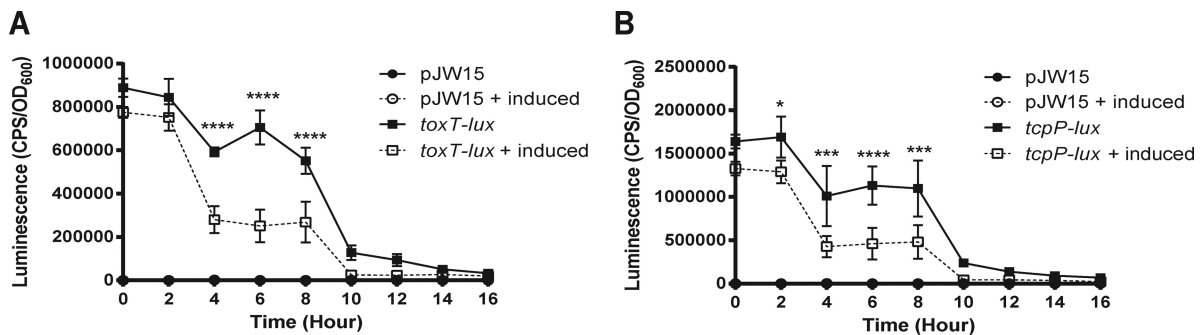 A
Luminescence (CPS/OD600)
1000000
800000
600000
400000
200000
0
****
****
****
pJW15
pJW15 + induced
toxT-lux
toxT-lux + induced
0 2 4 6 8 10 12 14 16
Time (Hour)
B
Luminescence (CPS/OD600)
2500000
2000000
1500000
1000000
500000
0
*
***
****
***
pJW15
pJW15 + induced
tcpP-lux
tcpP-lux + induced
0 2 4 6 8 10 12 14 16
Time (Hour)